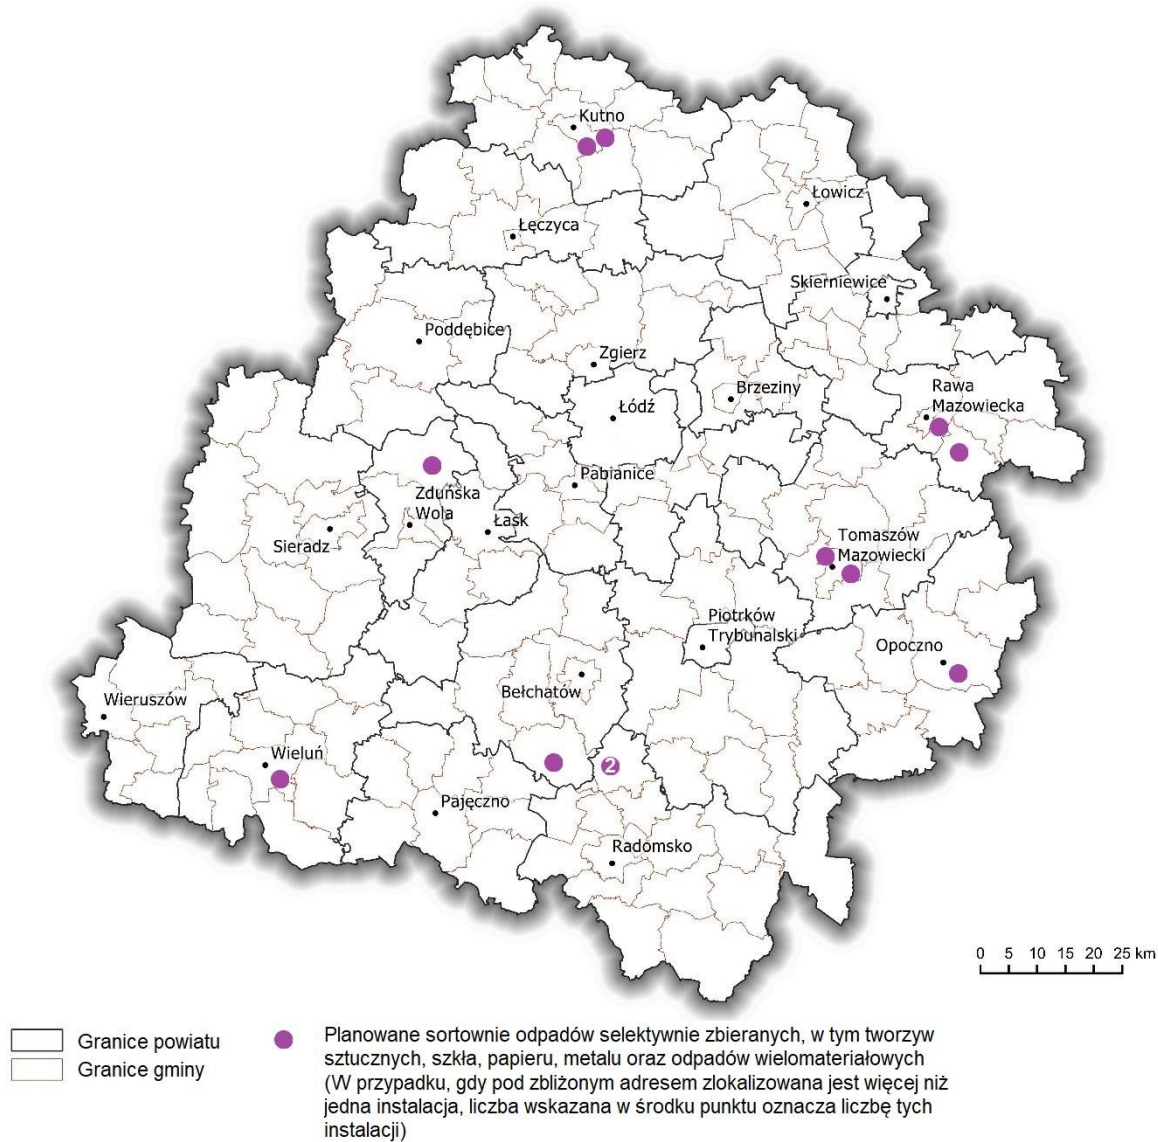 Kutno
Łowicz
Łęczyca
Skierniewice
Poddębice
Zgierz
Rawa
Mazowiecka
Brzeziny
Łódź
Pabianice
Zduńska
Wola
Łask
Sieradz
Tomaszów
Mazowiecki
Piotrków
Trybunalski
Opoczno
Bełchatów
Wieruszów
Wieluń
2
Pajęczno
Radomsko
0 5 10 15 20 25 km
Granice powiatu
Granice gminy
Planowane sortownie odpadów selektywnie zbieranych, w tym tworzyw
sztucznych, szkła, papieru, metalu oraz odpadów wielomateriałowych
(W przypadku, gdy pod zbliżonym adresem zlokalizowana jest więcej niż
jedna instalacja, liczba wskazana w środku punktu oznacza liczbę tych
instalacji)